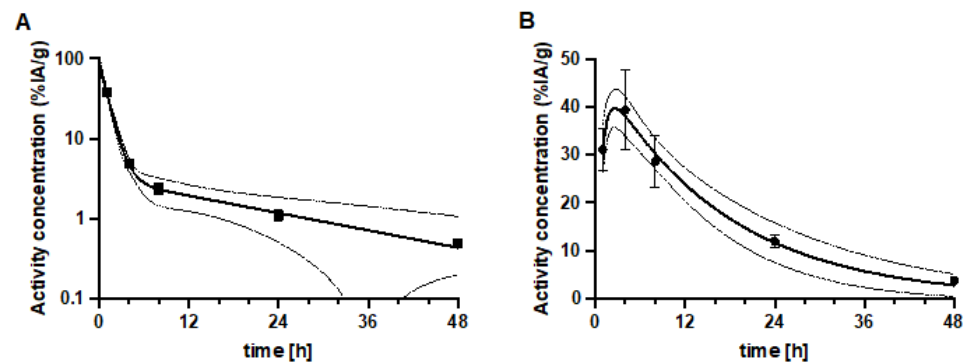 A
Activity concentration (%IA/g)
100
10
1
0.1
0 12 24 36 48
time [h]
B
Activity concentration (%IA/g)
50
40
30
20
10
0
0 12 24 36 48
time [h]